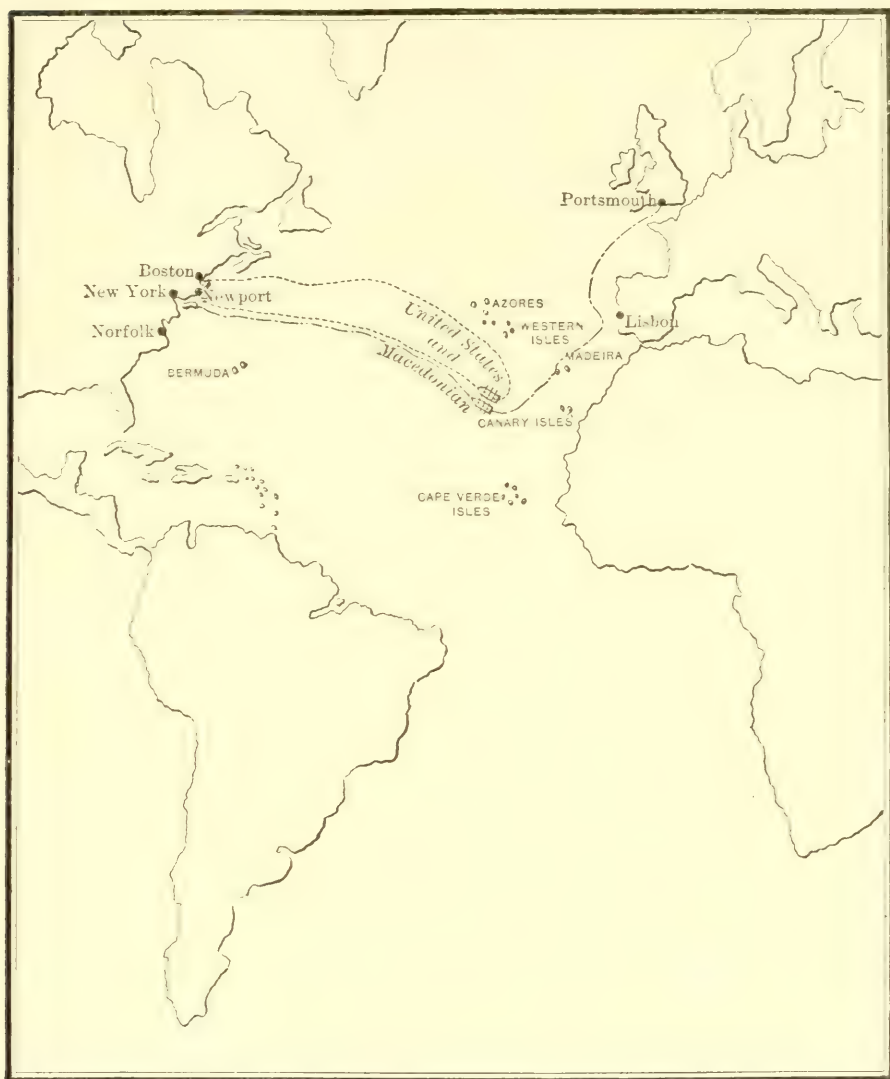 Portsmouth
Boston
New York
Newport
Norfolk
AZORES
WESTERN
ISLES
Lisbon
United States
and
Macedonian
MADEIRA
BERMUDA
CANARY ISLES
CAPE VERDE
ISLES